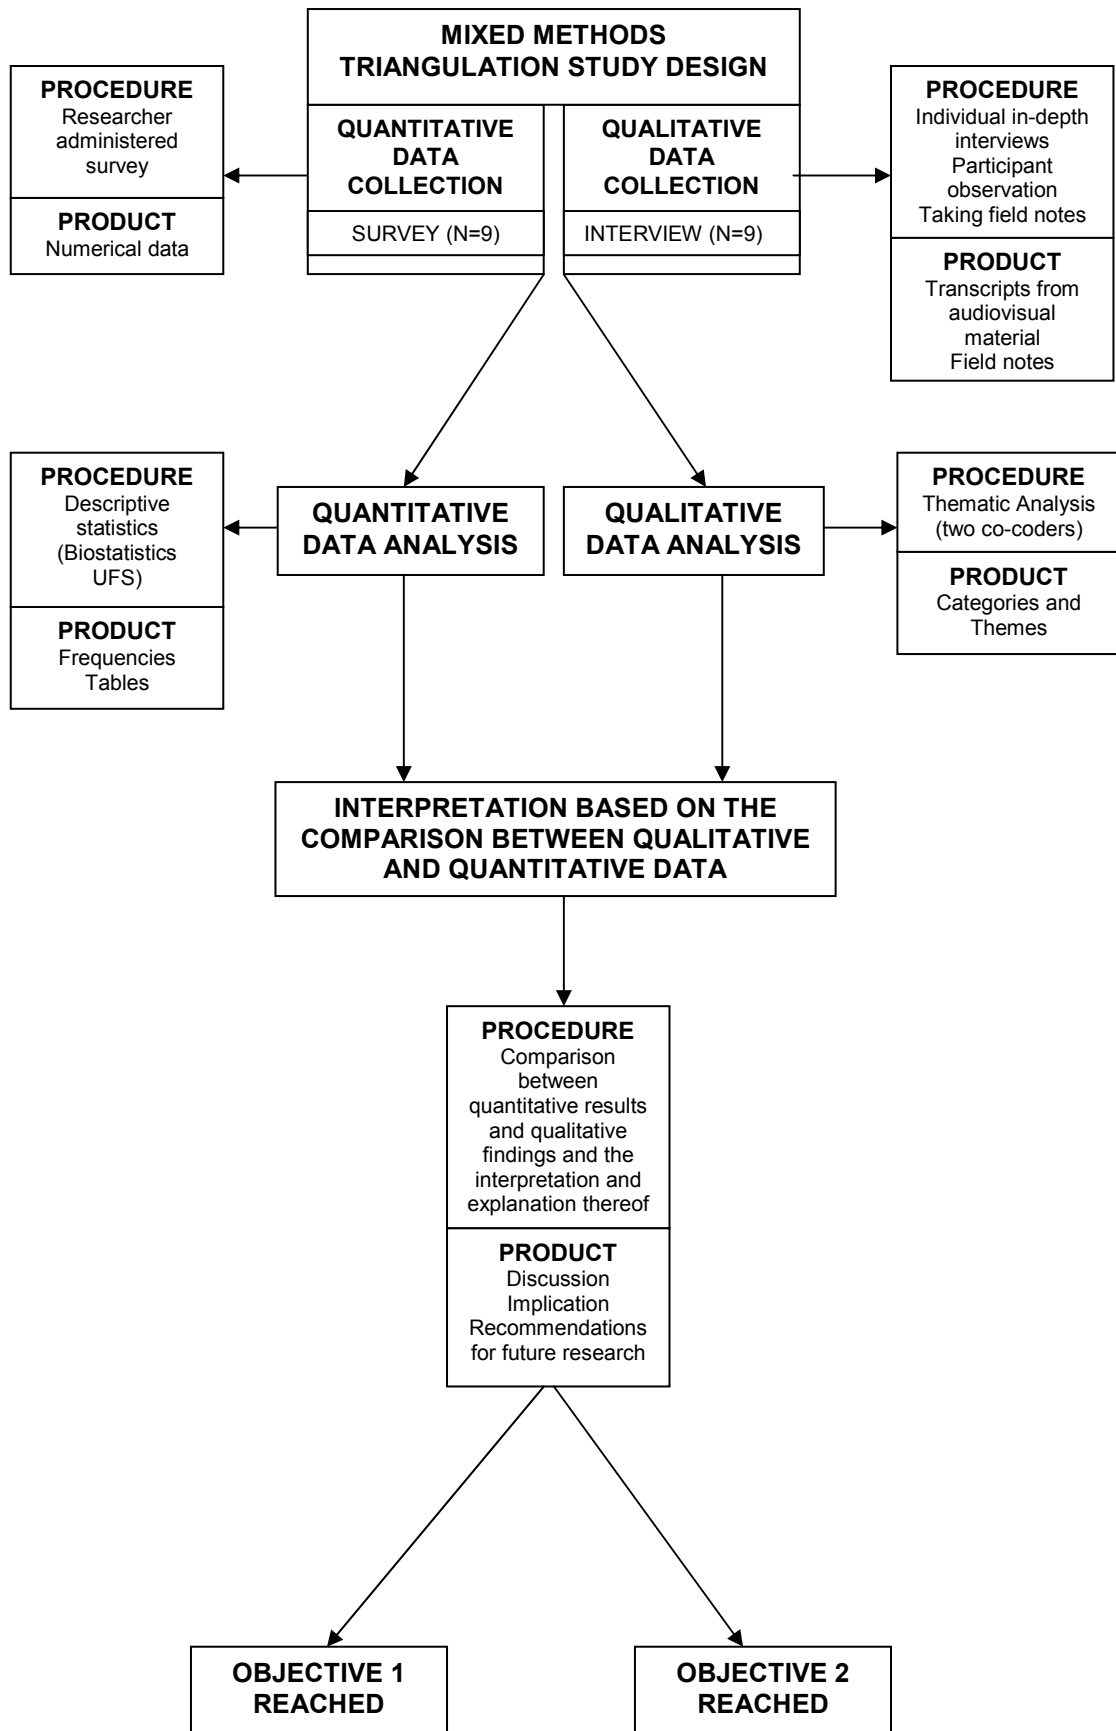 MIXED METHODS
TRIANGULATION STUDY DESIGN
PROCEDURE
Researcher
administered
survey
PRODUCT
Numerical data
QUANTITATIVE
DATA
COLLECTION
SURVEY (N=9)
QUALITATIVE
DATA
COLLECTION
INTERVIEW (N=9)
PROCEDURE
Individual in-depth
interviews
Participant
observation
Taking field notes
PRODUCT
Transcripts from
audiovisual
material
Field notes
PROCEDURE
Descriptive
statistics
(Biostatistics
UFS)
PRODUCT
Frequencies
Tables
QUANTITATIVE
DATA ANALYSIS
QUALITATIVE
DATA ANALYSIS
PROCEDURE
Thematic Analysis
(two co-coders)
PRODUCT
Categories and
Themes
INTERPRETATION BASED ON THE
COMPARISON BETWEEN QUALITATIVE
AND QUANTITATIVE DATA
PROCEDURE
Comparison
between
quantitative results
and qualitative
findings and the
interpretation and
explanation thereof
PRODUCT
Discussion
Implication
Recommendations
for future research
OBJECTIVE 1
REACHED
OBJECTIVE 2
REACHED